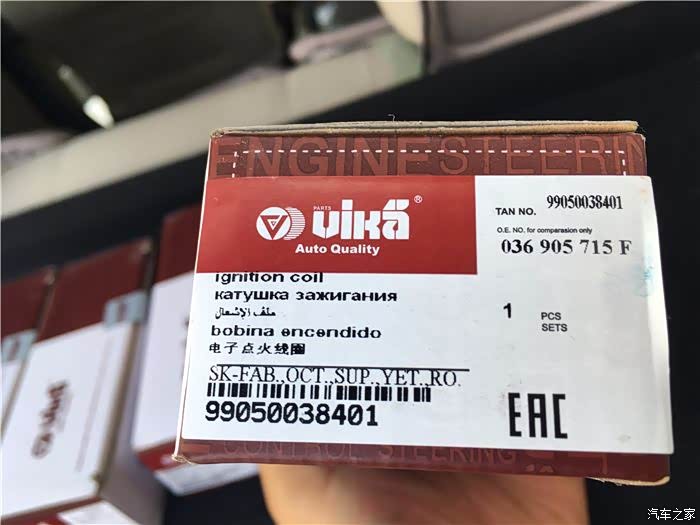 ENGINE STEERIN
PARTS
vika®
Auto Quality
TAN NO. 99050038401
O.E. NO. for comparasion only
036 905 715 F
ignition coil
катушка зажигания
ملف الإشعال
bobina encendido
电子点火线圈
1 PCS
SETS
SK-FAB.,OCT.,SUP.,YET.,RO.
99050038401
EAC
CONTROL STEERING
汽车之家